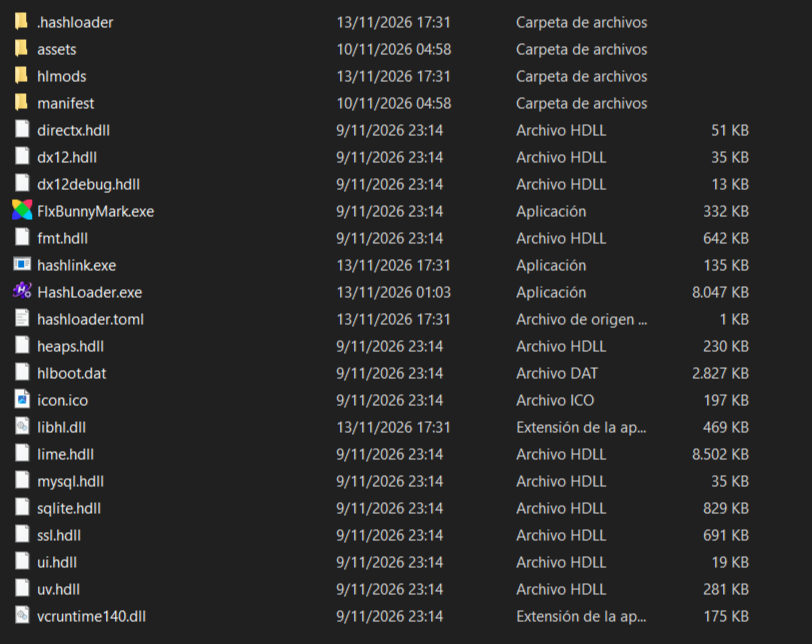 .hashloader 13/11/2026 17:31 Carpeta de archivos
assets 10/11/2026 04:58 Carpeta de archivos
hlmods 13/11/2026 17:31 Carpeta de archivos
manifest 10/11/2026 04:58 Carpeta de archivos
directx.hdll 9/11/2026 23:14 Archivo HDLL 51 KB
dx12.hdll 9/11/2026 23:14 Archivo HDLL 35 KB
dx12debug.hdll 9/11/2026 23:14 Archivo HDLL 13 KB
FlxBunnyMark.exe 9/11/2026 23:14 Aplicación 332 KB
fmt.hdll 9/11/2026 23:14 Archivo HDLL 642 KB
hashlink.exe 13/11/2026 17:31 Aplicación 135 KB
HashLoader.exe 13/11/2026 01:03 Aplicación 8.047 KB
hashloader.toml 13/11/2026 17:31 Archivo de origen ... 1 KB
heaps.hdll 9/11/2026 23:14 Archivo HDLL 230 KB
hlboot.dat 9/11/2026 23:14 Archivo DAT 2.827 KB
icon.ico 9/11/2026 23:14 Archivo ICO 197 KB
libhl.dll 13/11/2026 17:31 Extensión de la ap... 469 KB
lime.hdll 9/11/2026 23:14 Archivo HDLL 8.502 KB
mysql.hdll 9/11/2026 23:14 Archivo HDLL 35 KB
sqlite.hdll 9/11/2026 23:14 Archivo HDLL 829 KB
ssl.hdll 9/11/2026 23:14 Archivo HDLL 691 KB
ui.hdll 9/11/2026 23:14 Archivo HDLL 19 KB
uv.hdll 9/11/2026 23:14 Archivo HDLL 281 KB
vcruntime140.dll 9/11/2026 23:14 Extensión de la ap... 175 KB